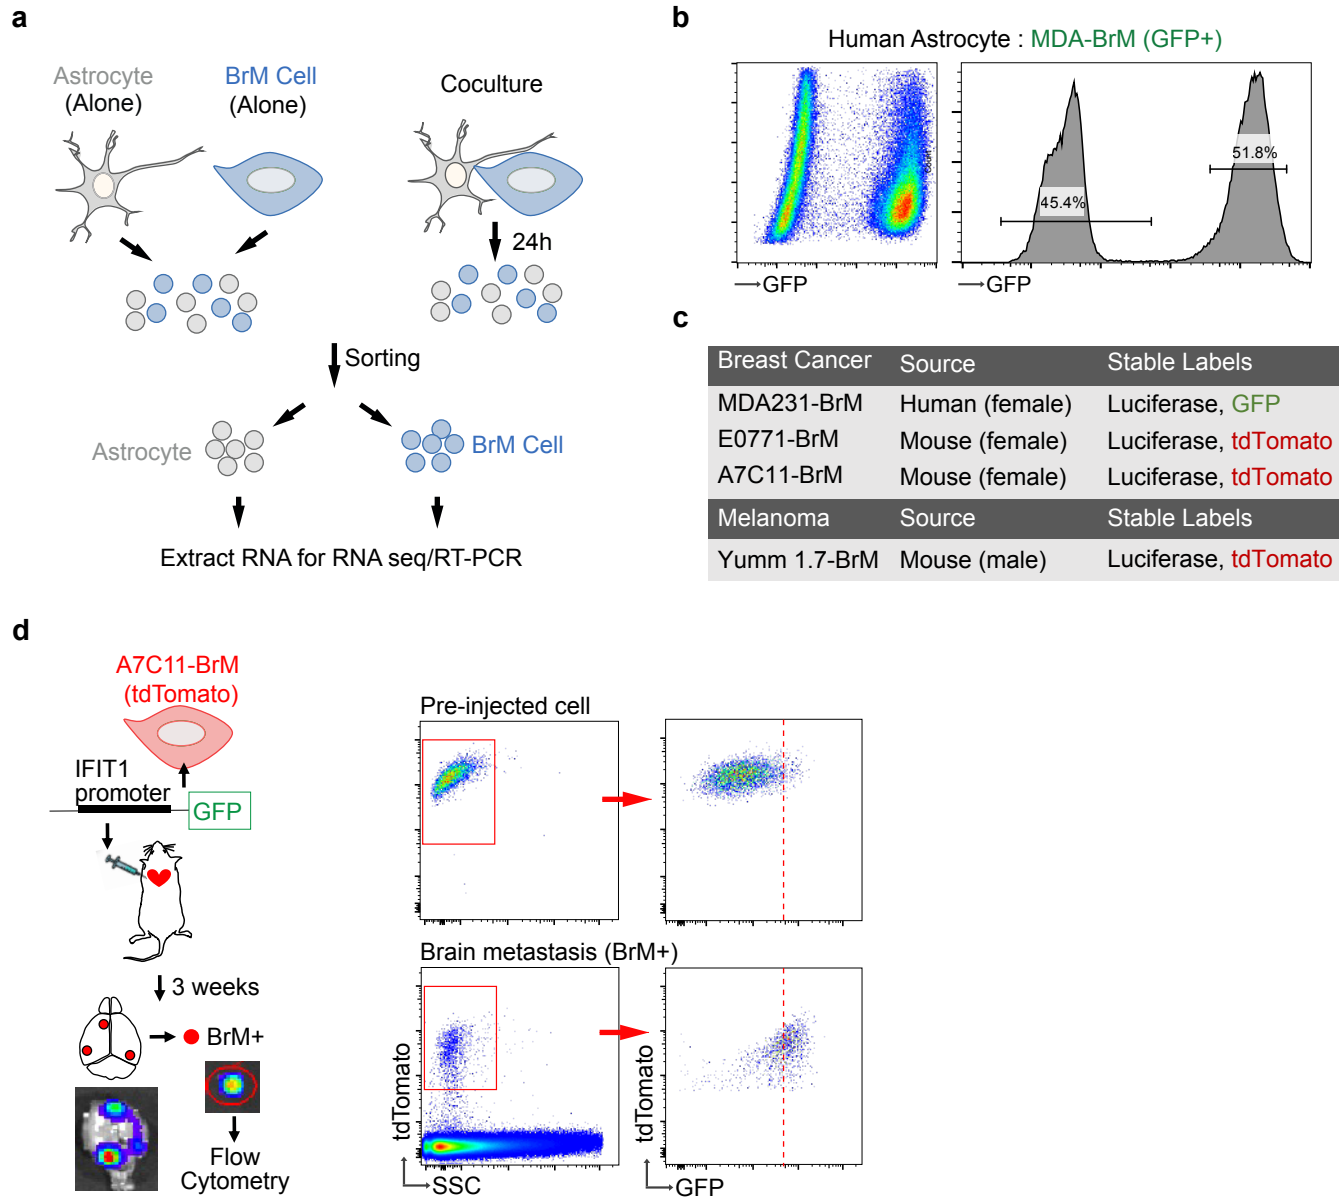 a
Astrocyte
(Alone)
BrM Cell
(Alone)
Coculture
24h
Sorting
Astrocyte
BrM Cell
Extract RNA for RNA seq/RT-PCR
b
Human Astrocyte : MDA-BrM (GFP+)
45.4%
51.8%
GFP
GFP
c
Breast Cancer Source Stable Labels
MDA231-BrM Human (female) Luciferase, GFP
E0771-BrM Mouse (female) Luciferase, tdTomato
A7C11-BrM Mouse (female) Luciferase, tdTomato
Melanoma Source Stable Labels
Yumm 1.7-BrM Mouse (male) Luciferase, tdTomato
d
A7C11-BrM
(tdTomato)
IFIT1
promoter
GFP
3 weeks
BrM+
Flow
Cytometry
Pre-injected cell
Brain metastasis (BrM+)
tdTomato
SSC
tdTomato
GFP